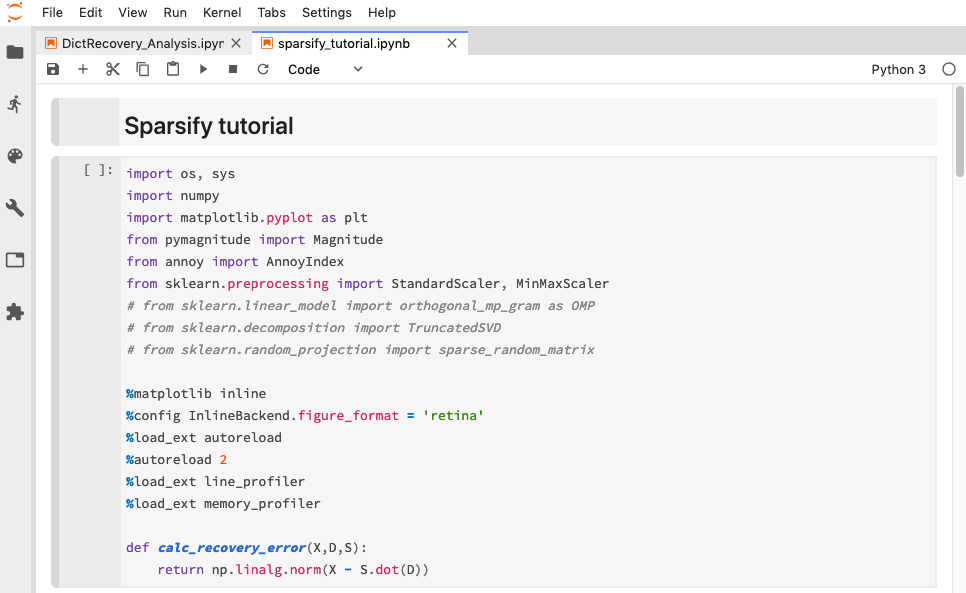 File Edit View Run Kernel Tabs Settings Help
DictRecovery_Analysis.ipyr sparsify_tutorial.ipynb
Code Python 3
Sparsify tutorial
[ ]: import os, sys
import numpy
import matplotlib.pyplot as plt
from pymagnitude import Magnitude
from annoy import AnnoyIndex
from sklearn.preprocessing import StandardScaler, MinMaxScaler
# from sklearn.linear_model import orthogonal_mp_gram as OMP
# from sklearn.decomposition import TruncatedSVD
# from sklearn.random_projection import sparse_random_matrix
%matplotlib inline
%config InlineBackend.figure_format = 'retina'
%load_ext autoreload
%autoreload 2
%load_ext line_profiler
%load_ext memory_profiler
def calc_recovery_error(X,D,S):
return np.linalg.norm(X - S.dot(D))